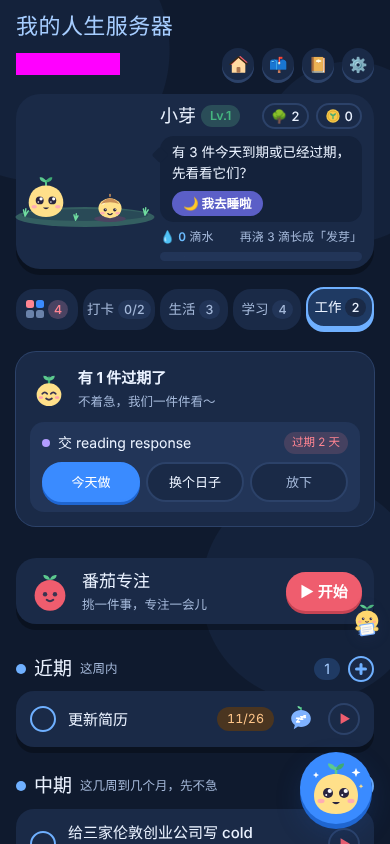 我的人生服务器
小芽 Lv.1 2 0
有 3 件今天到期或已经过期，
先看看它们？
我去睡啦
0 滴水 再浇 3 滴长成「发芽」
4 打卡 0/2 生活 3 学习 4 工作 2
有 1 件过期了
不着急，我们一件件看～
交 reading response 过期 2 天
今天做 换个日子 放下
番茄专注
挑一件事，专注一会儿
开始
近期 这周内 1
更新简历 11/26
中期 这几周到几个月，先不急
给三家伦敦创业公司写 cold